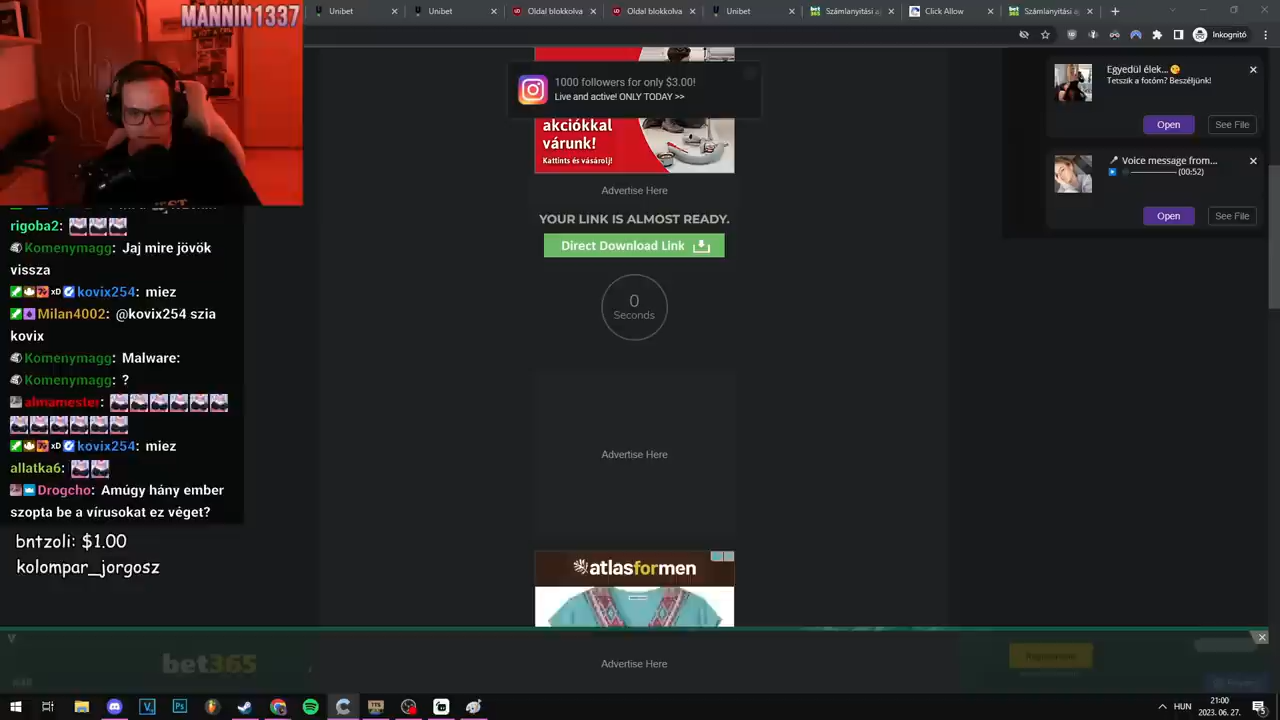 MANNIN1337
Unibet
Unibet
Oldal blokkolva
Oldal blokkolva
Unibet
Számlanyitási a
Click Allow
Számlanyitási a
Inkognitó
1000 followers for only $3.00!
Live and active! ONLY TODAY >>
akciókkal
várunk!
Kattints és vásárolj!
Advertise Here
YOUR LINK IS ALMOST READY.
Direct Download Link
0
Seconds
Advertise Here
atlasformen
Advertise Here
bet365
Egyedül élek...
Tetszik a fotóm? Beszéljünk!
Open
See File
Voice message from...
(00:52)
Open
See File
rigoba2:
Komenymagg: Jaj mire jövök
vissza
xD kovix254: miez
Milan4002: @kovix254 szia
kovix
Komenymagg: Malware:
Komenymagg: ?
almamester:
xD kovix254: miez
allatka6:
Drogcho: Amúgy hány ember
szopta be a vírusokat ez véget?
bntzoli: $1.00
kolompar_jorgosz
HUN
21:00
2023. 06. 27.